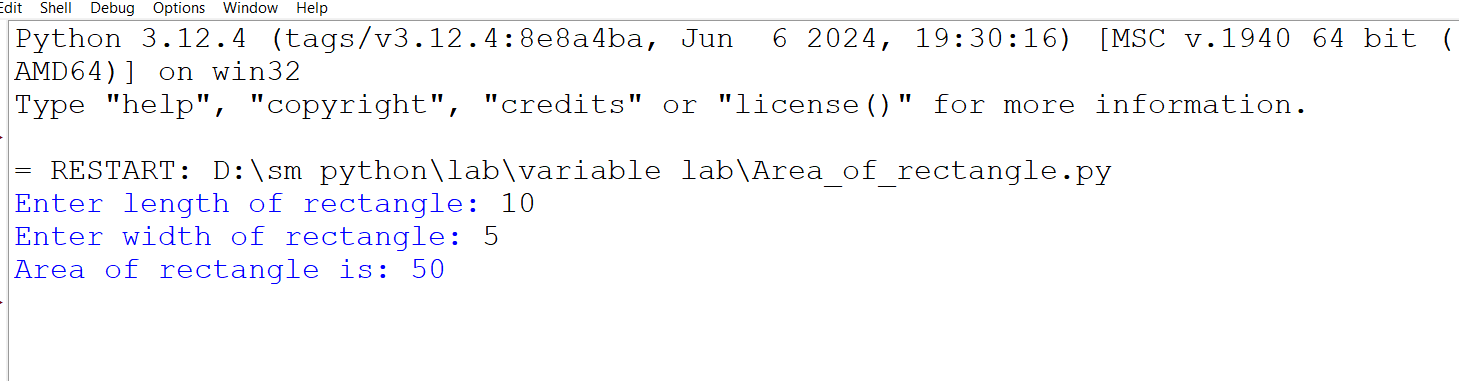 Edit Shell Debug Options Window Help
Python 3.12.4 (tags/v3.12.4:8e8a4ba, Jun  6 2024, 19:30:16) [MSC v.1940 64 bit (
AMD64)] on win32
Type "help", "copyright", "credits" or "license()" for more information.
= RESTART: D:\sm python\lab\variable lab\Area_of_rectangle.py
Enter length of rectangle: 10
Enter width of rectangle: 5
Area of rectangle is: 50